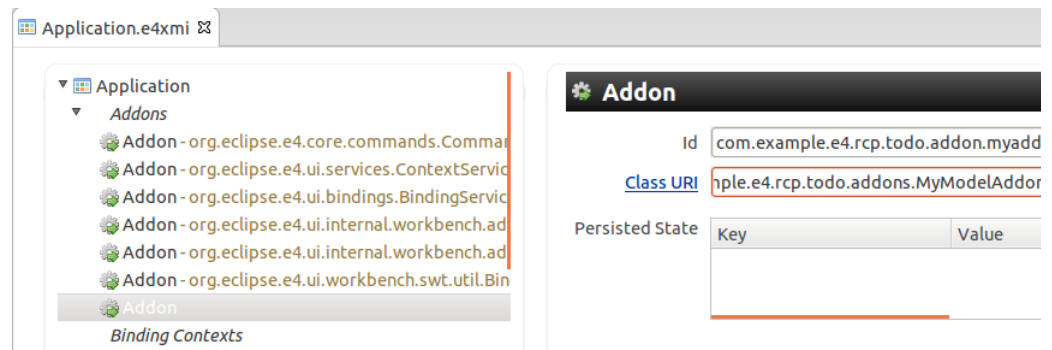 Application.e4xmi
Application
Addons
Addon - org.eclipse.e4.core.commands.Comma
Addon - org.eclipse.e4.ui.services.ContextServic
Addon - org.eclipse.e4.ui.bindings.BindingServic
Addon - org.eclipse.e4.ui.internal.workbench.ad
Addon - org.eclipse.e4.ui.internal.workbench.ad
Addon - org.eclipse.e4.ui.workbench.swt.util.Bin
Addon
Binding Contexts
Addon
Id com.example.e4.rcp.todo.addon.myadd
Class URI mple.e4.rcp.todo.addons.MyModelAddon
Persisted State Key Value